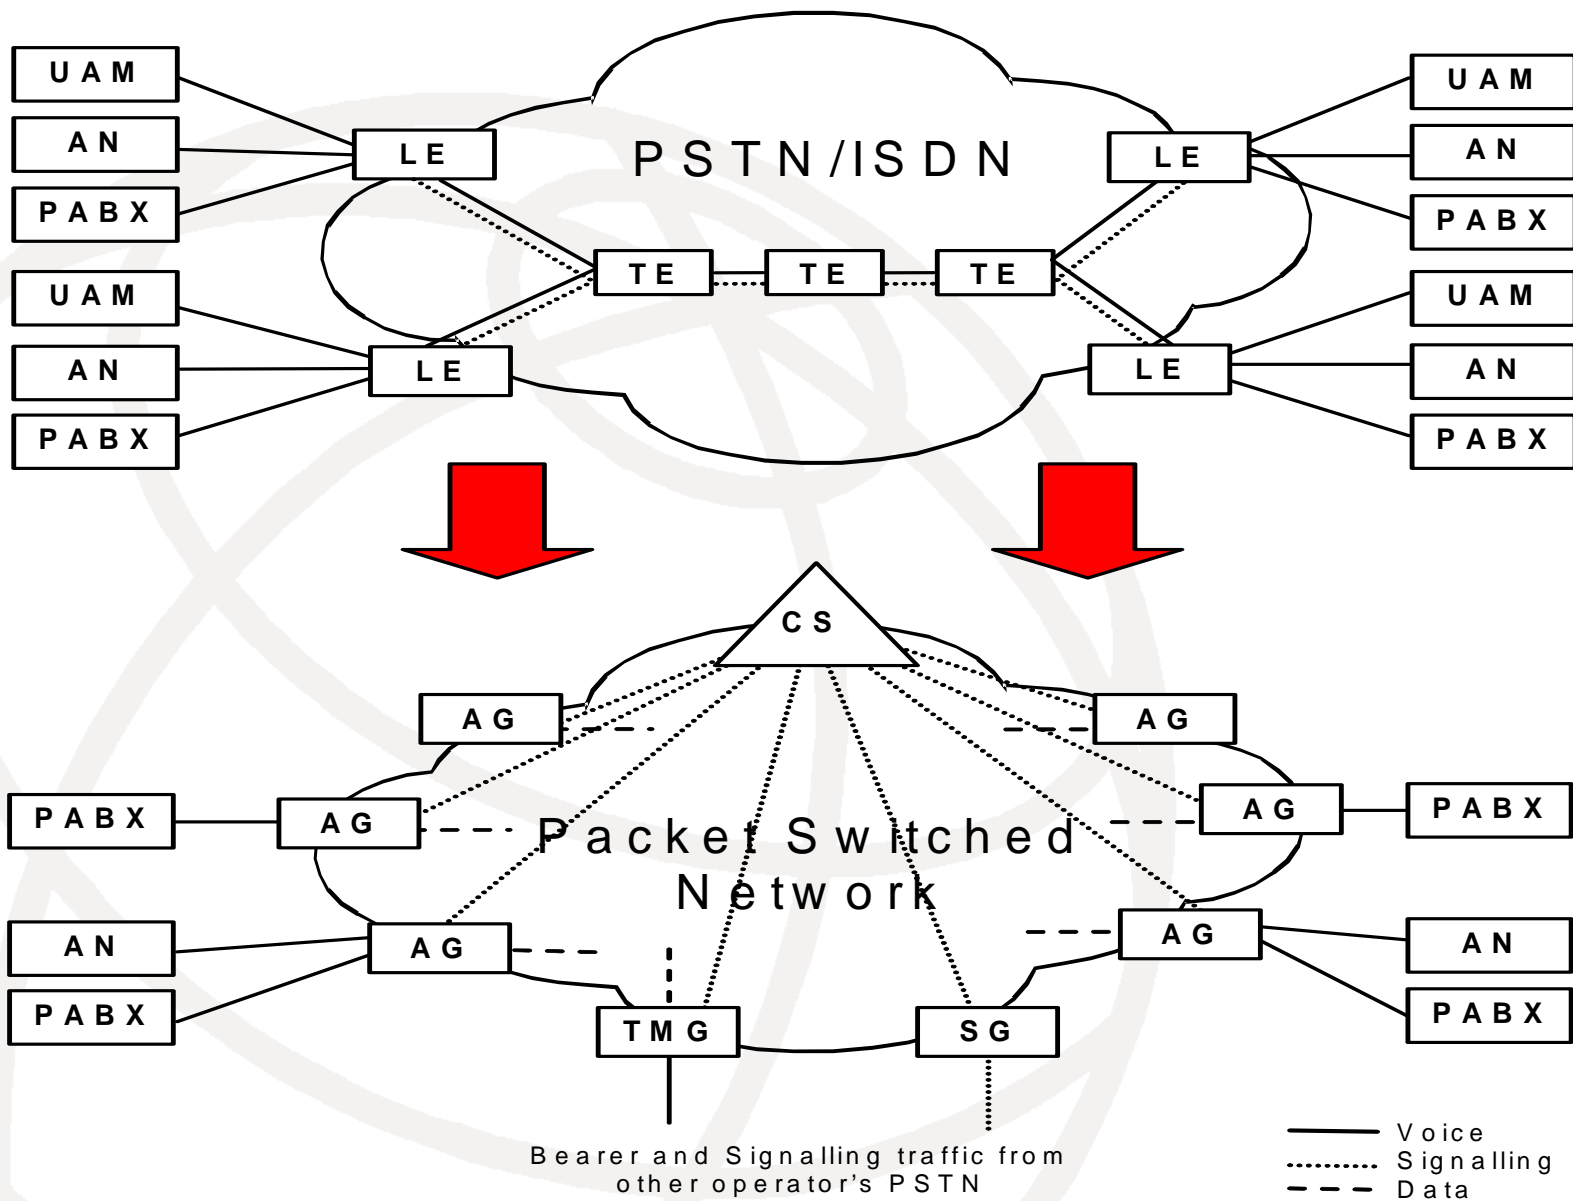 UAM
UAM
AN
LE
PSTN/ISDN
LE
AN
PABX
PABX
UAM
TE
TE
TE
UAM
AN
LE
LE
AN
PABX
PABX
CS
AG
AG
PABX
AG
AG
PABX
Packet Switched
Network
AN
AG
AG
AN
PABX
TMG
SG
PABX
Bearer and Signalling traffic from
other operator's PSTN
Voice
Signalling
Data